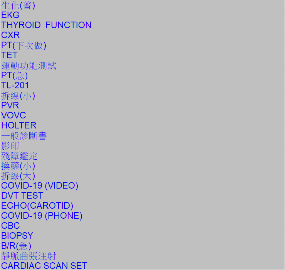 生化(首)
EKG
THYROID FUNCTION
CXR
PT(下次做)
TET
運動功能測試
PT(急)
TL-201
拆線(小)
PVR
VOVC
HOLTER
一般診斷書
影印
殘障鑑定
換藥(小)
拆線(大)
COVID-19 (VIDEO)
DVT TEST
ECHO(CAROTID)
COVID-19 (PHONE)
CBC
BIOPSY
B/R(急)
靜脈曲張注射
CARDIAC SCAN SET